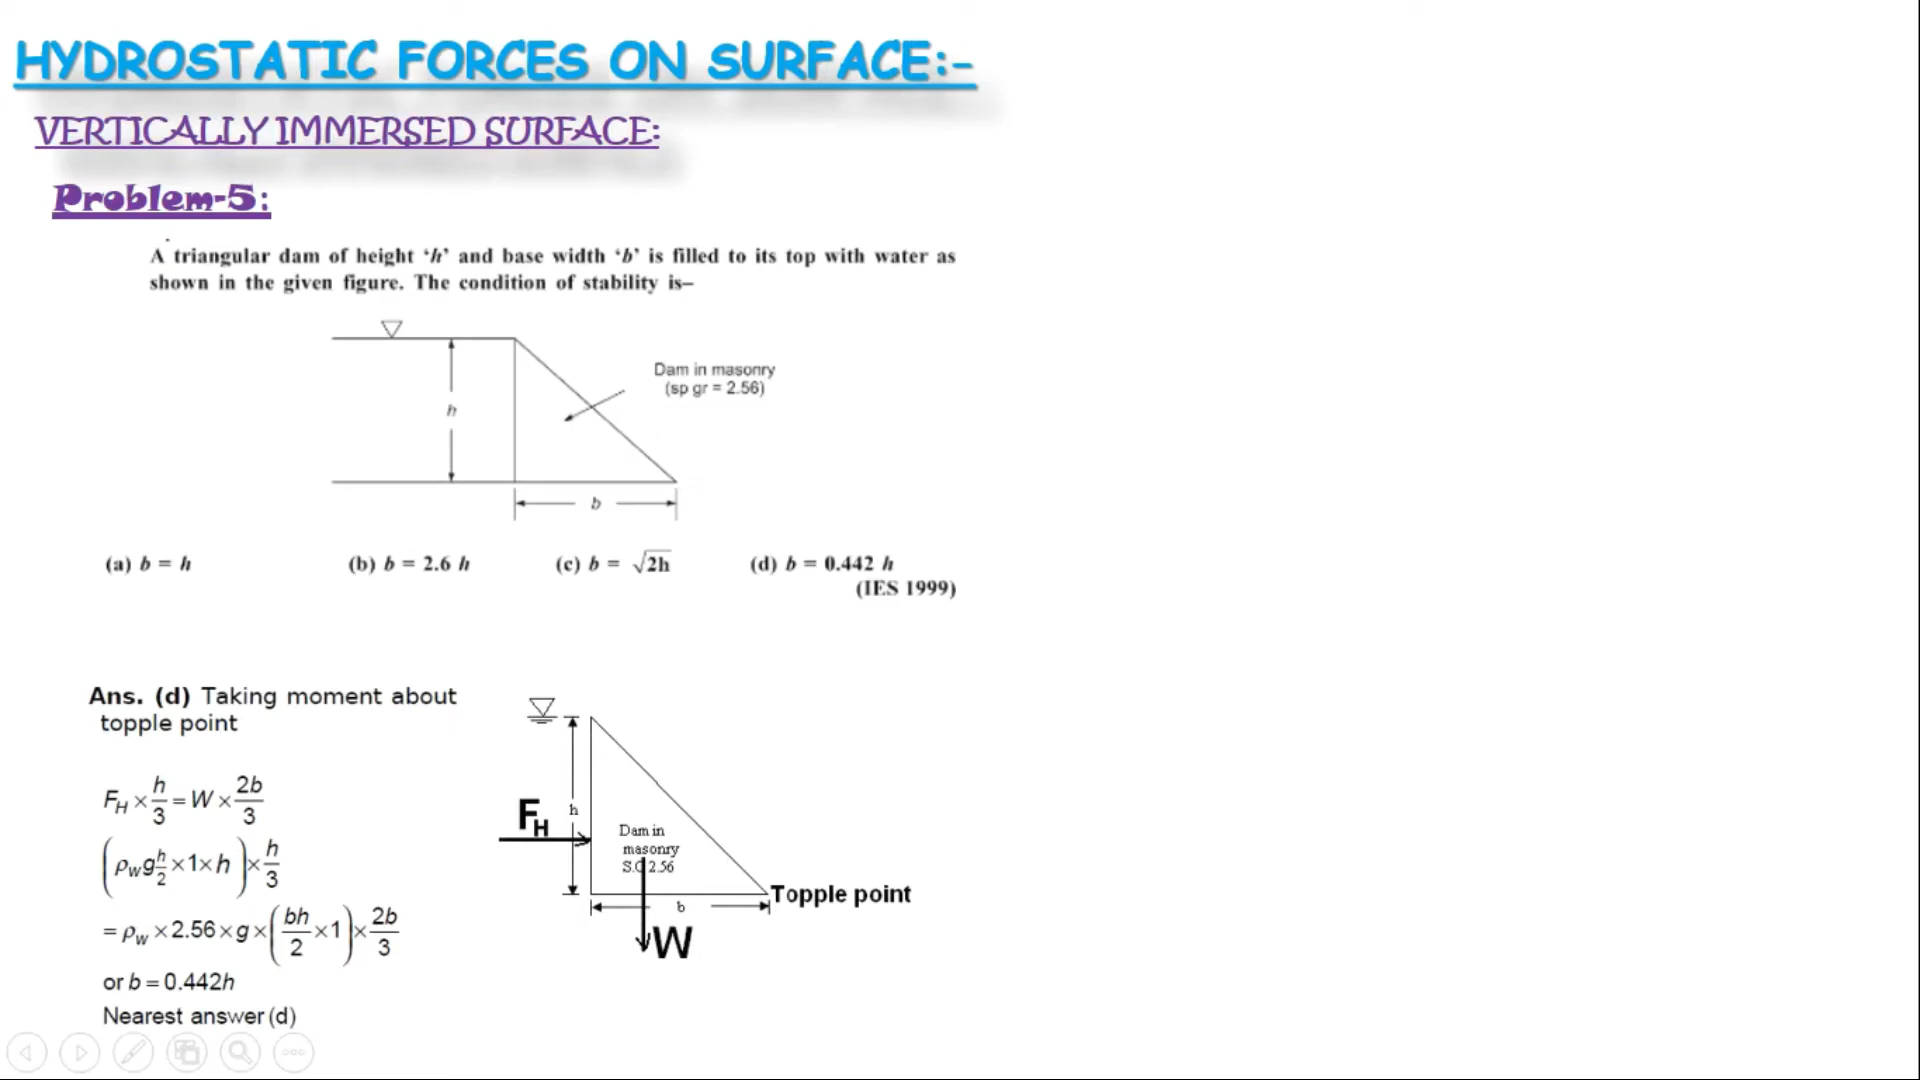 HYDROSTATIC FORCES ON SURFACE:-
VERTICALLY IMMERSED SURFACE:
Problem-5:
A triangular dam of height ‘h’ and base width ‘b’ is filled to its top with water as
shown in the given figure. The condition of stability is–
Dam in masonry
(sp gr = 2.56)
h
b
(a) b = h (b) b = 2.6 h (c) b = √2h (d) b = 0.442 h
(IES 1999)
Ans. (d) Taking moment about
topple point
F_H × h/3 = W × 2b/3
(ρ_w g h/2 × 1 × h) × h/3
= ρ_w × 2.56 × g × (bh/2 × 1) × 2b/3
or b = 0.442h
Nearest answer (d)
F_H
h
Dam in
masonry
S.G 2.56
b
Topple point
W